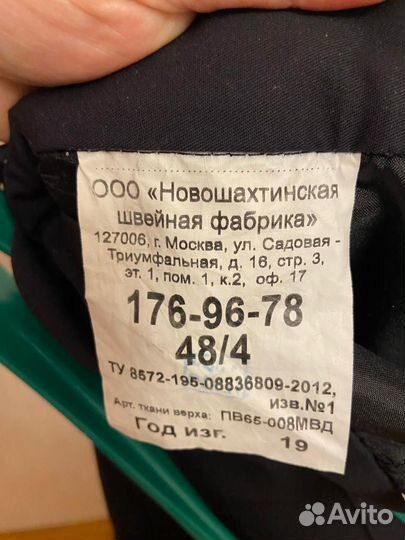 ООО «Новошахтинская
швейная фабрика»
127006, г. Москва, ул. Садовая -
Триумфальная, д. 16, стр. 3,
эт. 1, пом. 1, к.2, оф. 17
176-96-78
48/4
ТУ 8572-195-08836809-2012,
изв.№1
Арт. ткани верха: ПВ65-008МВД
Год изг. 19
Avito